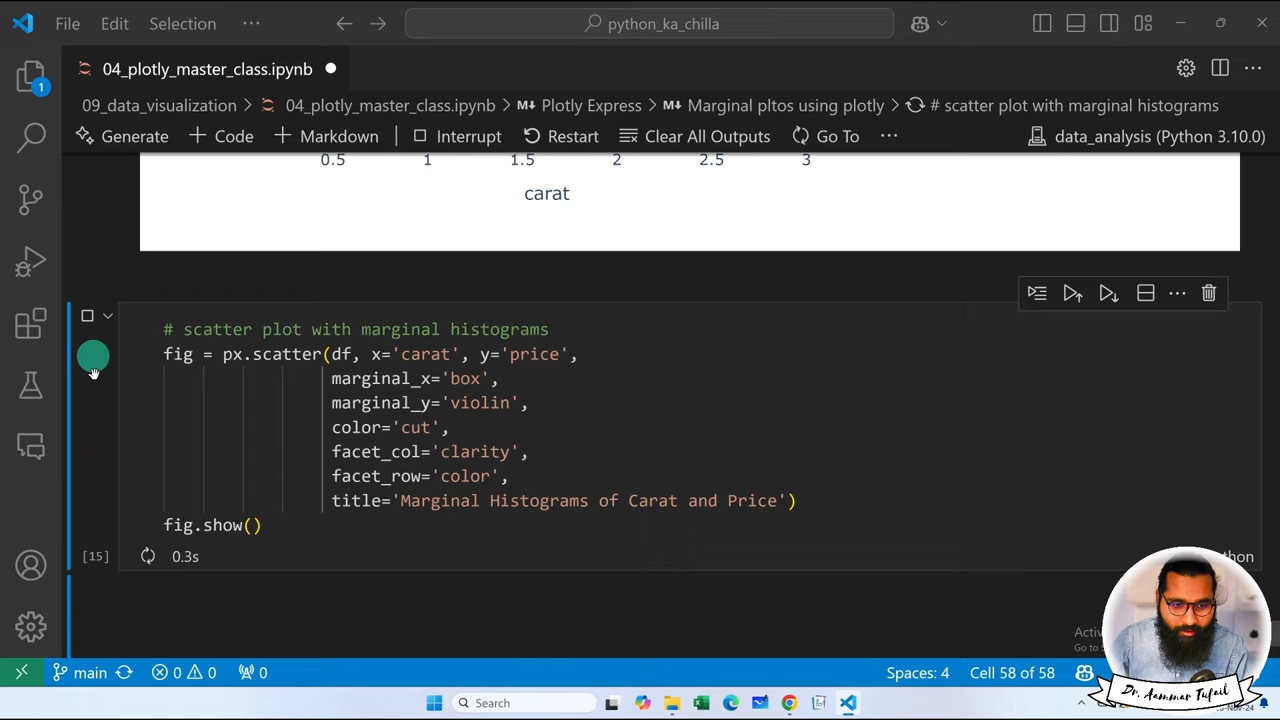 File Edit Selection ··· python_ka_chilla
04_plotly_master_class.ipynb
1
09_data_visualization > 04_plotly_master_class.ipynb > Plotly Express > Marginal pltos using plotly > # scatter plot with marginal histograms
Generate + Code + Markdown Interrupt Restart Clear All Outputs Go To ··· data_analysis (Python 3.10.0)
0.5 1 1.5 2 2.5 3
carat
# scatter plot with marginal histograms
fig = px.scatter(df, x='carat', y='price',
marginal_x='box',
marginal_y='violin',
color='cut',
facet_col='clarity',
facet_row='color',
title='Marginal Histograms of Carat and Price')
fig.show()
[15] 0.3s
main 0 0 0 Spaces: 4 Cell 58 of 58
Search
Dr. Aammar Tufail